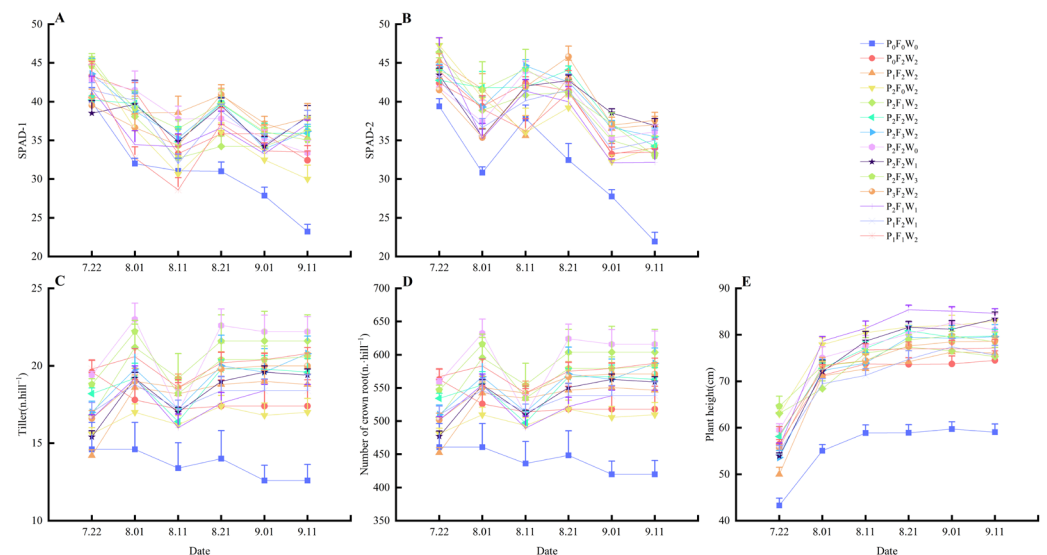 A
50
45
40
35
30
25
20
SPAD-1
7.22 8.01 8.11 8.21 9.01 9.11
B
50
45
40
35
30
25
20
SPAD-2
7.22 8.01 8.11 8.21 9.01 9.11
P₀F₀W₀
P₀F₂W₂
P₁F₂W₂
P₂F₀W₂
P₂F₁W₂
P₂F₂W₂
P₂F₃W₂
P₂F₂W₀
P₂F₂W₁
P₂F₂W₃
P₃F₂W₂
P₂F₁W₁
P₁F₂W₁
P₁F₁W₂
C
25
20
15
10
Tiller(n.hill⁻¹)
7.22 8.01 8.11 8.21 9.01 9.11
Date
D
700
650
600
550
500
450
400
350
Number of crown root(n. hill⁻¹)
7.22 8.01 8.11 8.21 9.01 9.11
Date
E
90
80
70
60
50
40
Plant height(cm)
7.22 8.01 8.11 8.21 9.01 9.11
Date